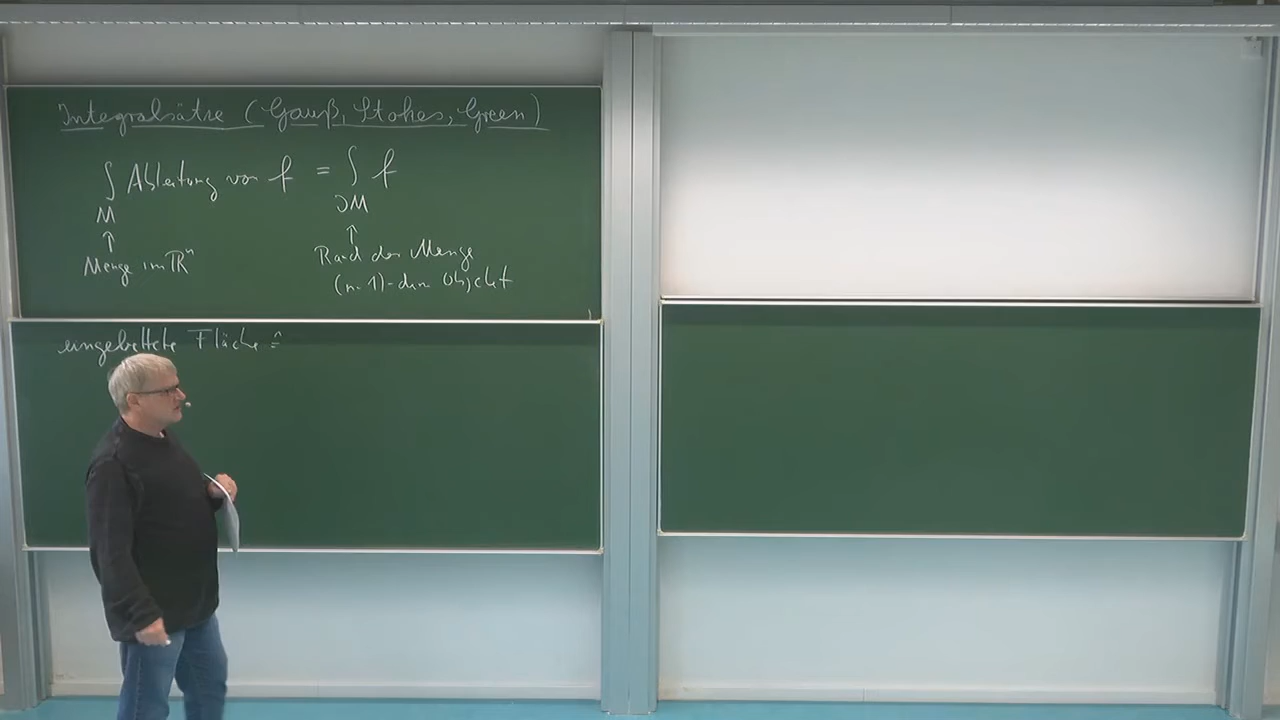 Integralsätze (Gauß, Stokes, Green)
∫ Ableitung von f = ∫ f
M ∂M
↑ ↑
Menge im ℝⁿ Rand der Menge
(n-1)-dim Objekt
eingebettete Fläche ≙